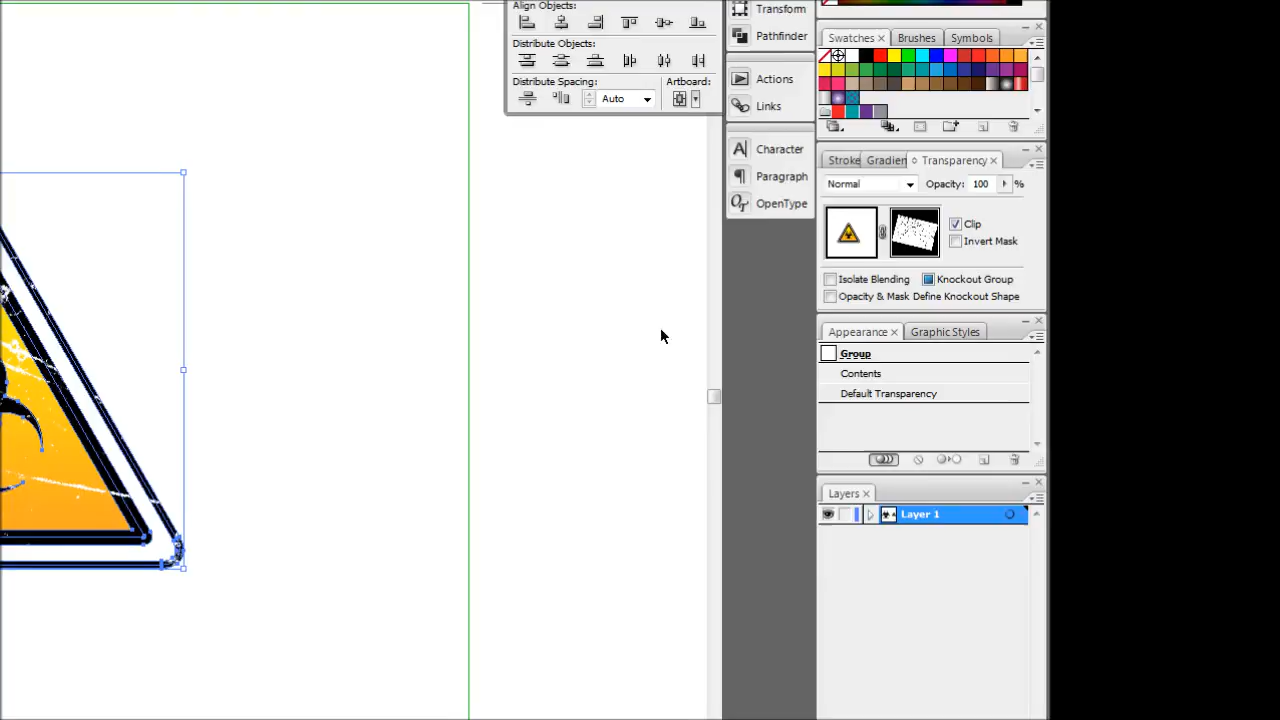 Align Objects:
Distribute Objects:
Distribute Spacing:
Artboard:
Auto
Transform
Pathfinder
Actions
Links
Character
Paragraph
OpenType
Swatches × Brushes Symbols
Stroke Gradien Transparency ×
Normal Opacity: 100 %
Clip
Invert Mask
Isolate Blending Knockout Group
Opacity & Mask Define Knockout Shape
Appearance × Graphic Styles
Group
Contents
Default Transparency
Layers ×
Layer 1